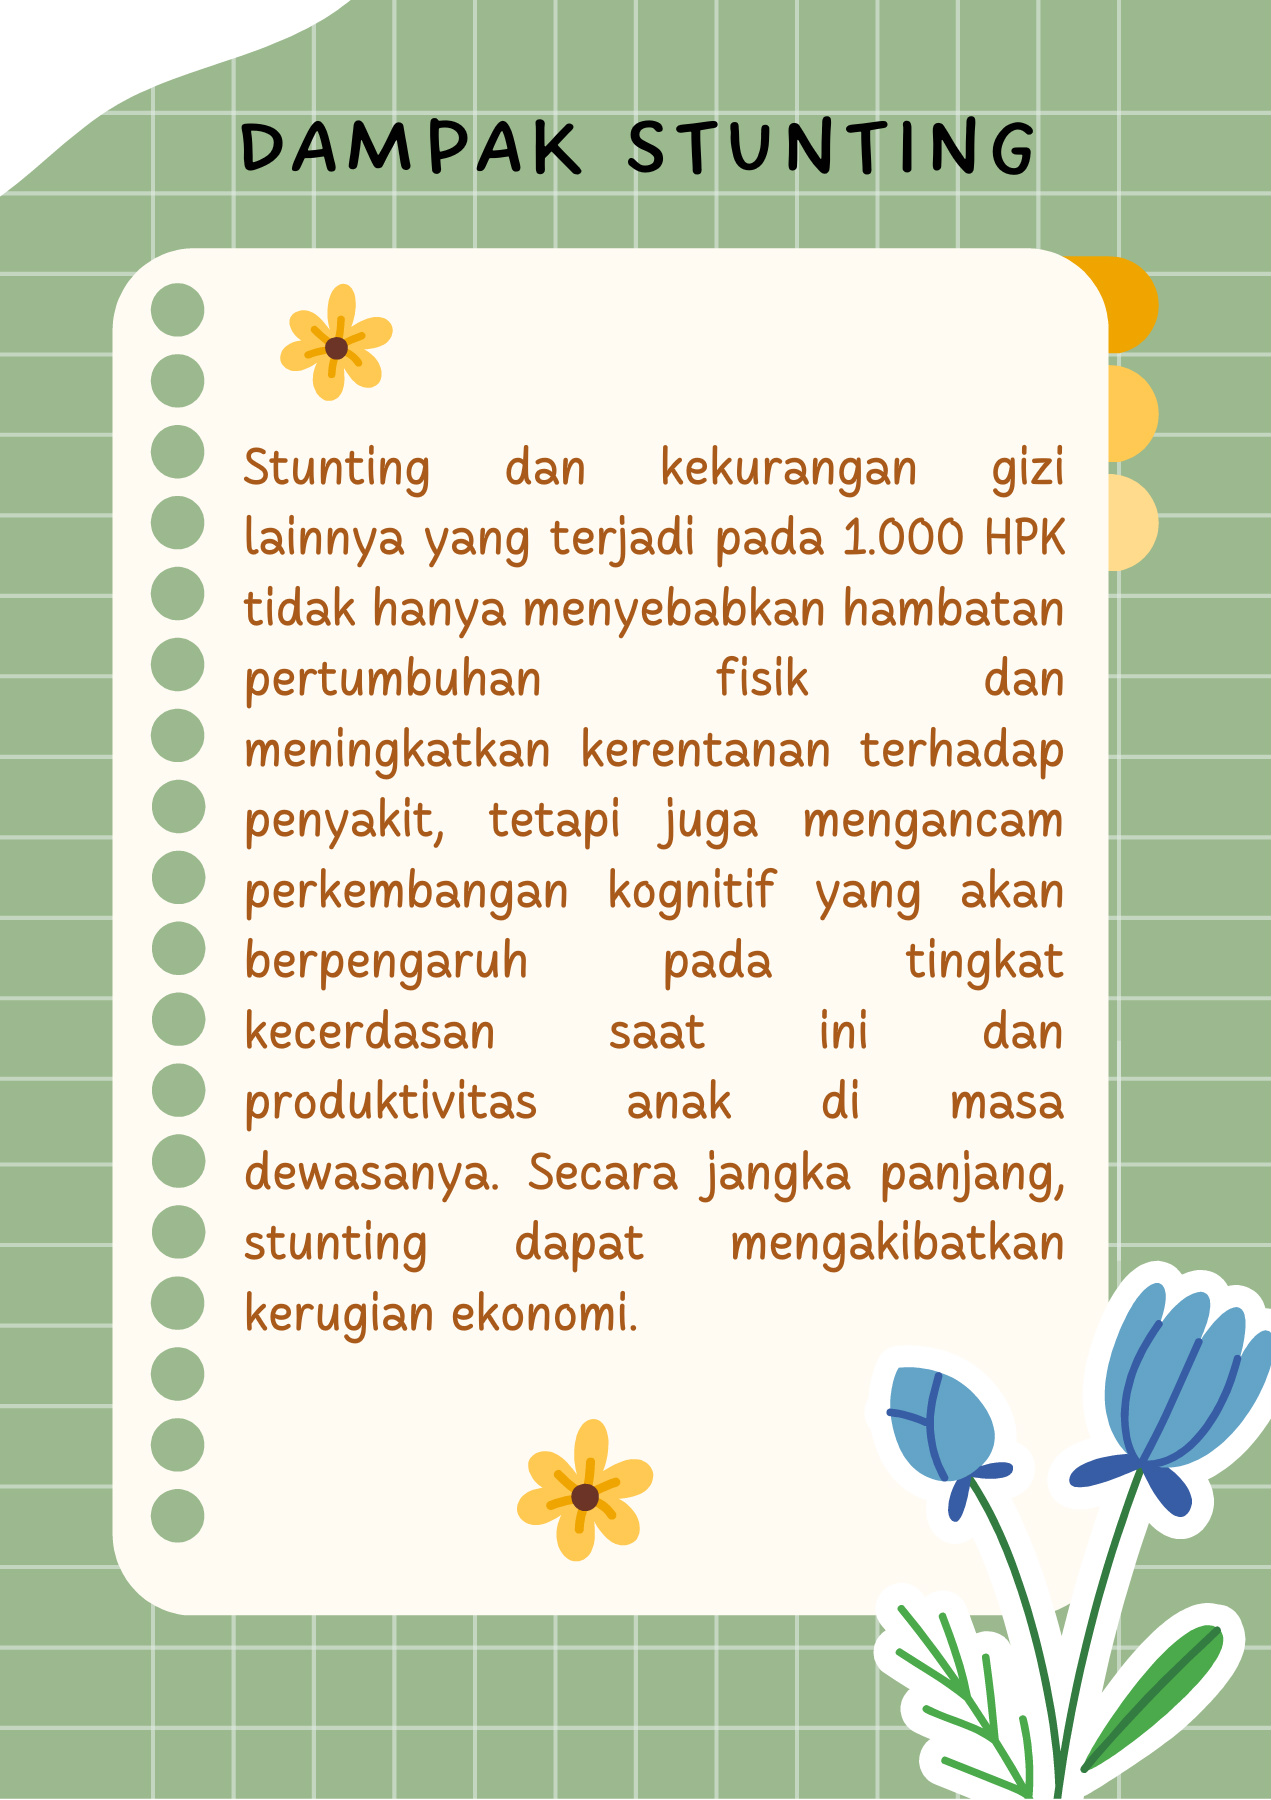 DAMPAK STUNTING
Stunting dan kekurangan gizi
lainnya yang terjadi pada 1.000 HPK
tidak hanya menyebabkan hambatan
pertumbuhan fisik dan
meningkatkan kerentanan terhadap
penyakit, tetapi juga mengancam
perkembangan kognitif yang akan
berpengaruh pada tingkat
kecerdasan saat ini dan
produktivitas anak di masa
dewasanya. Secara jangka panjang,
stunting dapat mengakibatkan
kerugian ekonomi.